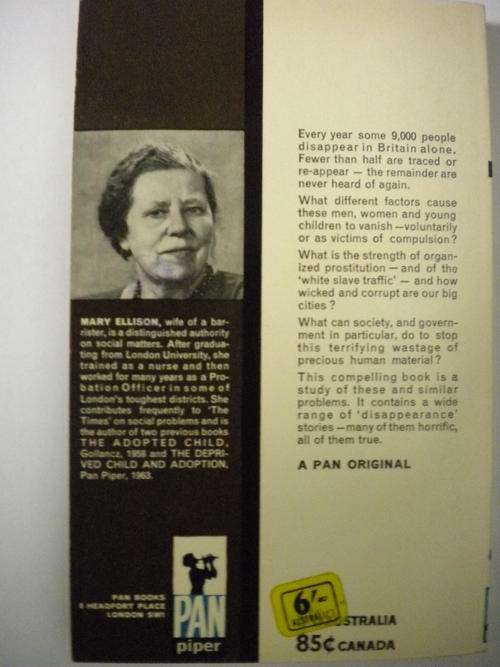 MARY ELLISON, wife of a bar-
rister, is a distinguished authority
on social matters. After gradua-
ting from London University, she
trained as a nurse and then
worked for many years as a Pro-
bation Officer in some of
London's toughest districts. She
contributes frequently to 'The
Times' on social problems and is
the author of two previous books
THE ADOPTED CHILD,
Gollancz, 1958 and THE DEPRI-
VED CHILD AND ADOPTION,
Pan Piper, 1963.
PAN BOOKS
8 HEADFORT PLACE
LONDON SW1
PAN
piper
Every year some 9,000 people
disappear in Britain alone.
Fewer than half are traced or
re-appear — the remainder are
never heard of again.
What different factors cause
these men, women and young
children to vanish — voluntarily
or as victims of compulsion?
What is the strength of organ-
ized prostitution — and of the
'white slave traffic' — and how
wicked and corrupt are our big
cities?
What can society, and govern-
ment in particular, do to stop
this terrifying wastage of
precious human material?
This compelling book is a
study of these and similar
problems. It contains a wide
range of 'disappearance'
stories — many of them horrific,
all of them true.
A PAN ORIGINAL
6/-
AUSTRALIA
STRALIA
85¢ CANADA